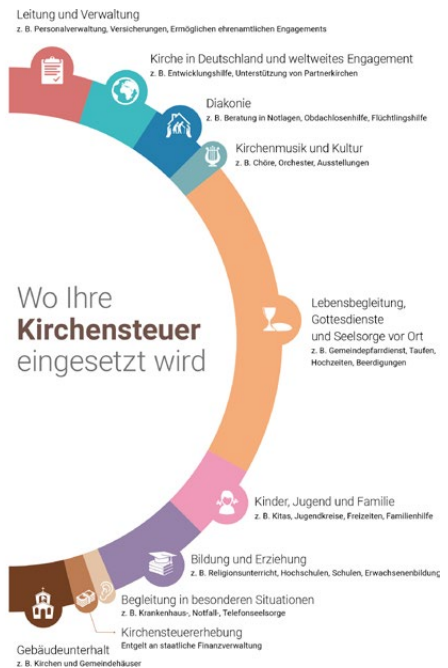 Leitung und Verwaltung
z. B. Personalverwaltung, Versicherungen, Ermöglichen ehrenamtlichen Engagements
Kirche in Deutschland und weltweites Engagement
z. B. Entwicklungshilfe, Unterstützung von Partnerkirchen
Diakonie
z. B. Beratung in Notlagen, Obdachlosenhilfe, Flüchtlingshilfe
Kirchenmusik und Kultur
z. B. Chöre, Orchester, Ausstellungen
Wo Ihre
Kirchensteuer
eingesetzt wird
Lebensbegleitung,
Gottesdienste
und Seelsorge vor Ort
z. B. Gemeindepfarrdienst, Taufen,
Hochzeiten, Beerdigungen
Kinder, Jugend und Familie
z. B. Kitas, Jugendkreise, Freizeiten, Familienhilfe
Bildung und Erziehung
z. B. Religionsunterricht, Hochschulen, Schulen, Erwachsenenbildung
Begleitung in besonderen Situationen
z. B. Krankenhaus-, Notfall-, Telefonseelsorge
Kirchensteuererhebung
Entgelt an staatliche Finanzverwaltung
Gebäudeunterhalt
z. B. Kirchen und Gemeindehäuser